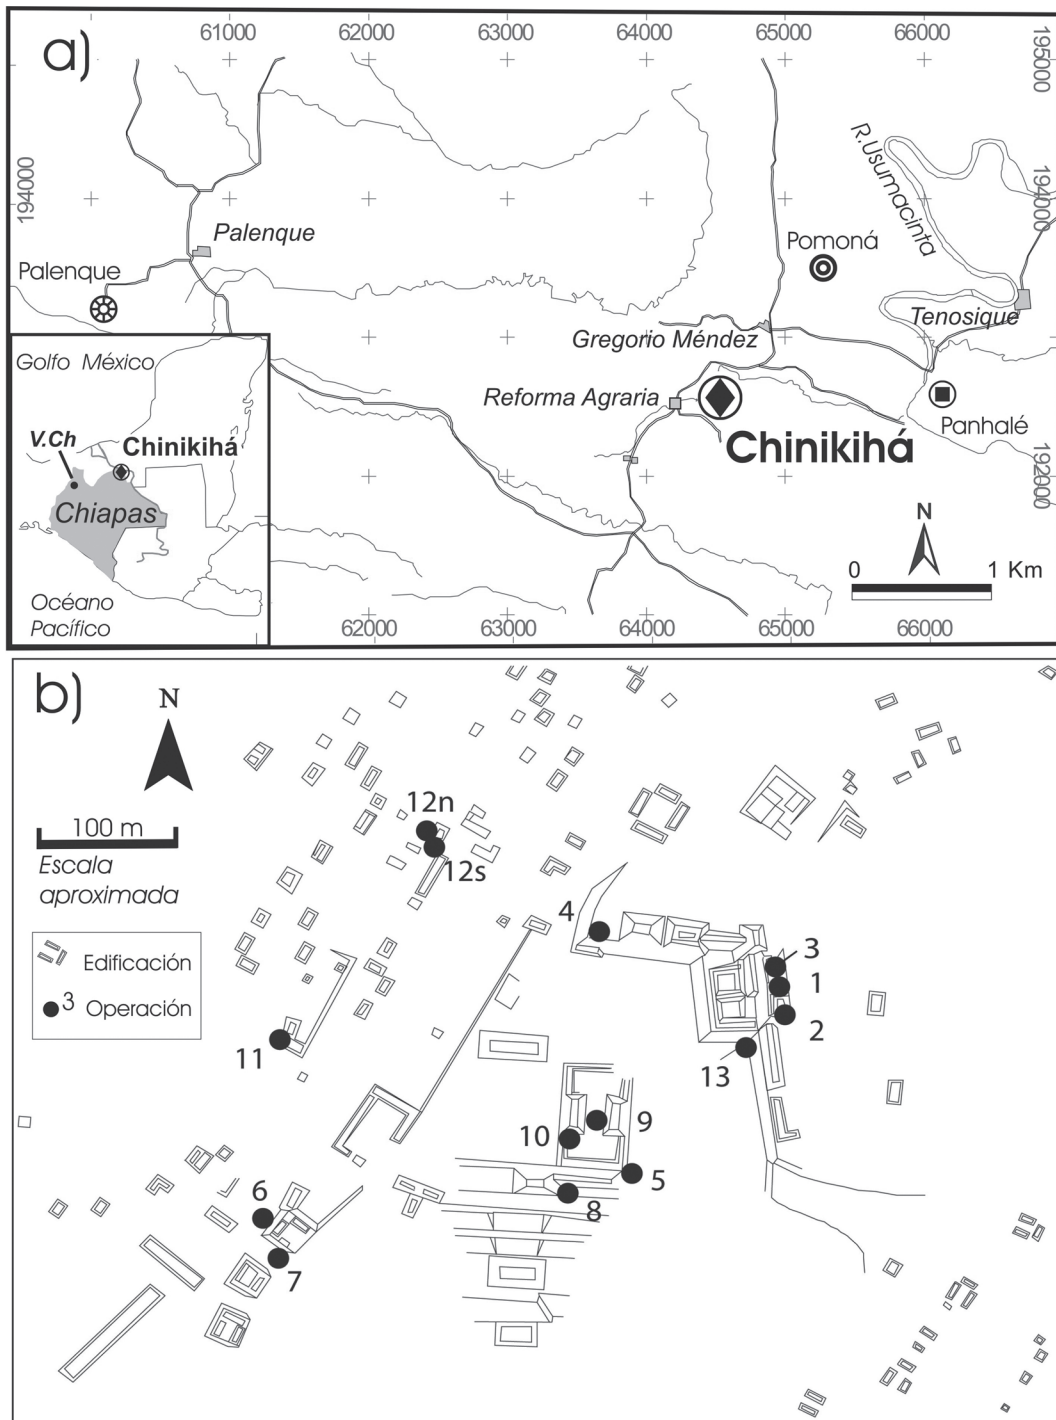 a)
61000 62000 63000 64000 65000 66000
195000
194000
194000
R.Usumacinta
Palenque
Pomoná
Palenque
Tenosique
Gregorio Méndez
Golfo México
Reforma Agraria
Panhalé
V.Ch
Chinikihá
Chinikihá
192000
Chiapas
N
0 1 Km
Océano
Pacífico
62000 63000 64000 65000 66000
b)
N
12n
100 m
12s
Escala
aproximada
4
3
Edificación
1
3 Operación
2
11
13
9
10
5
6
8
7